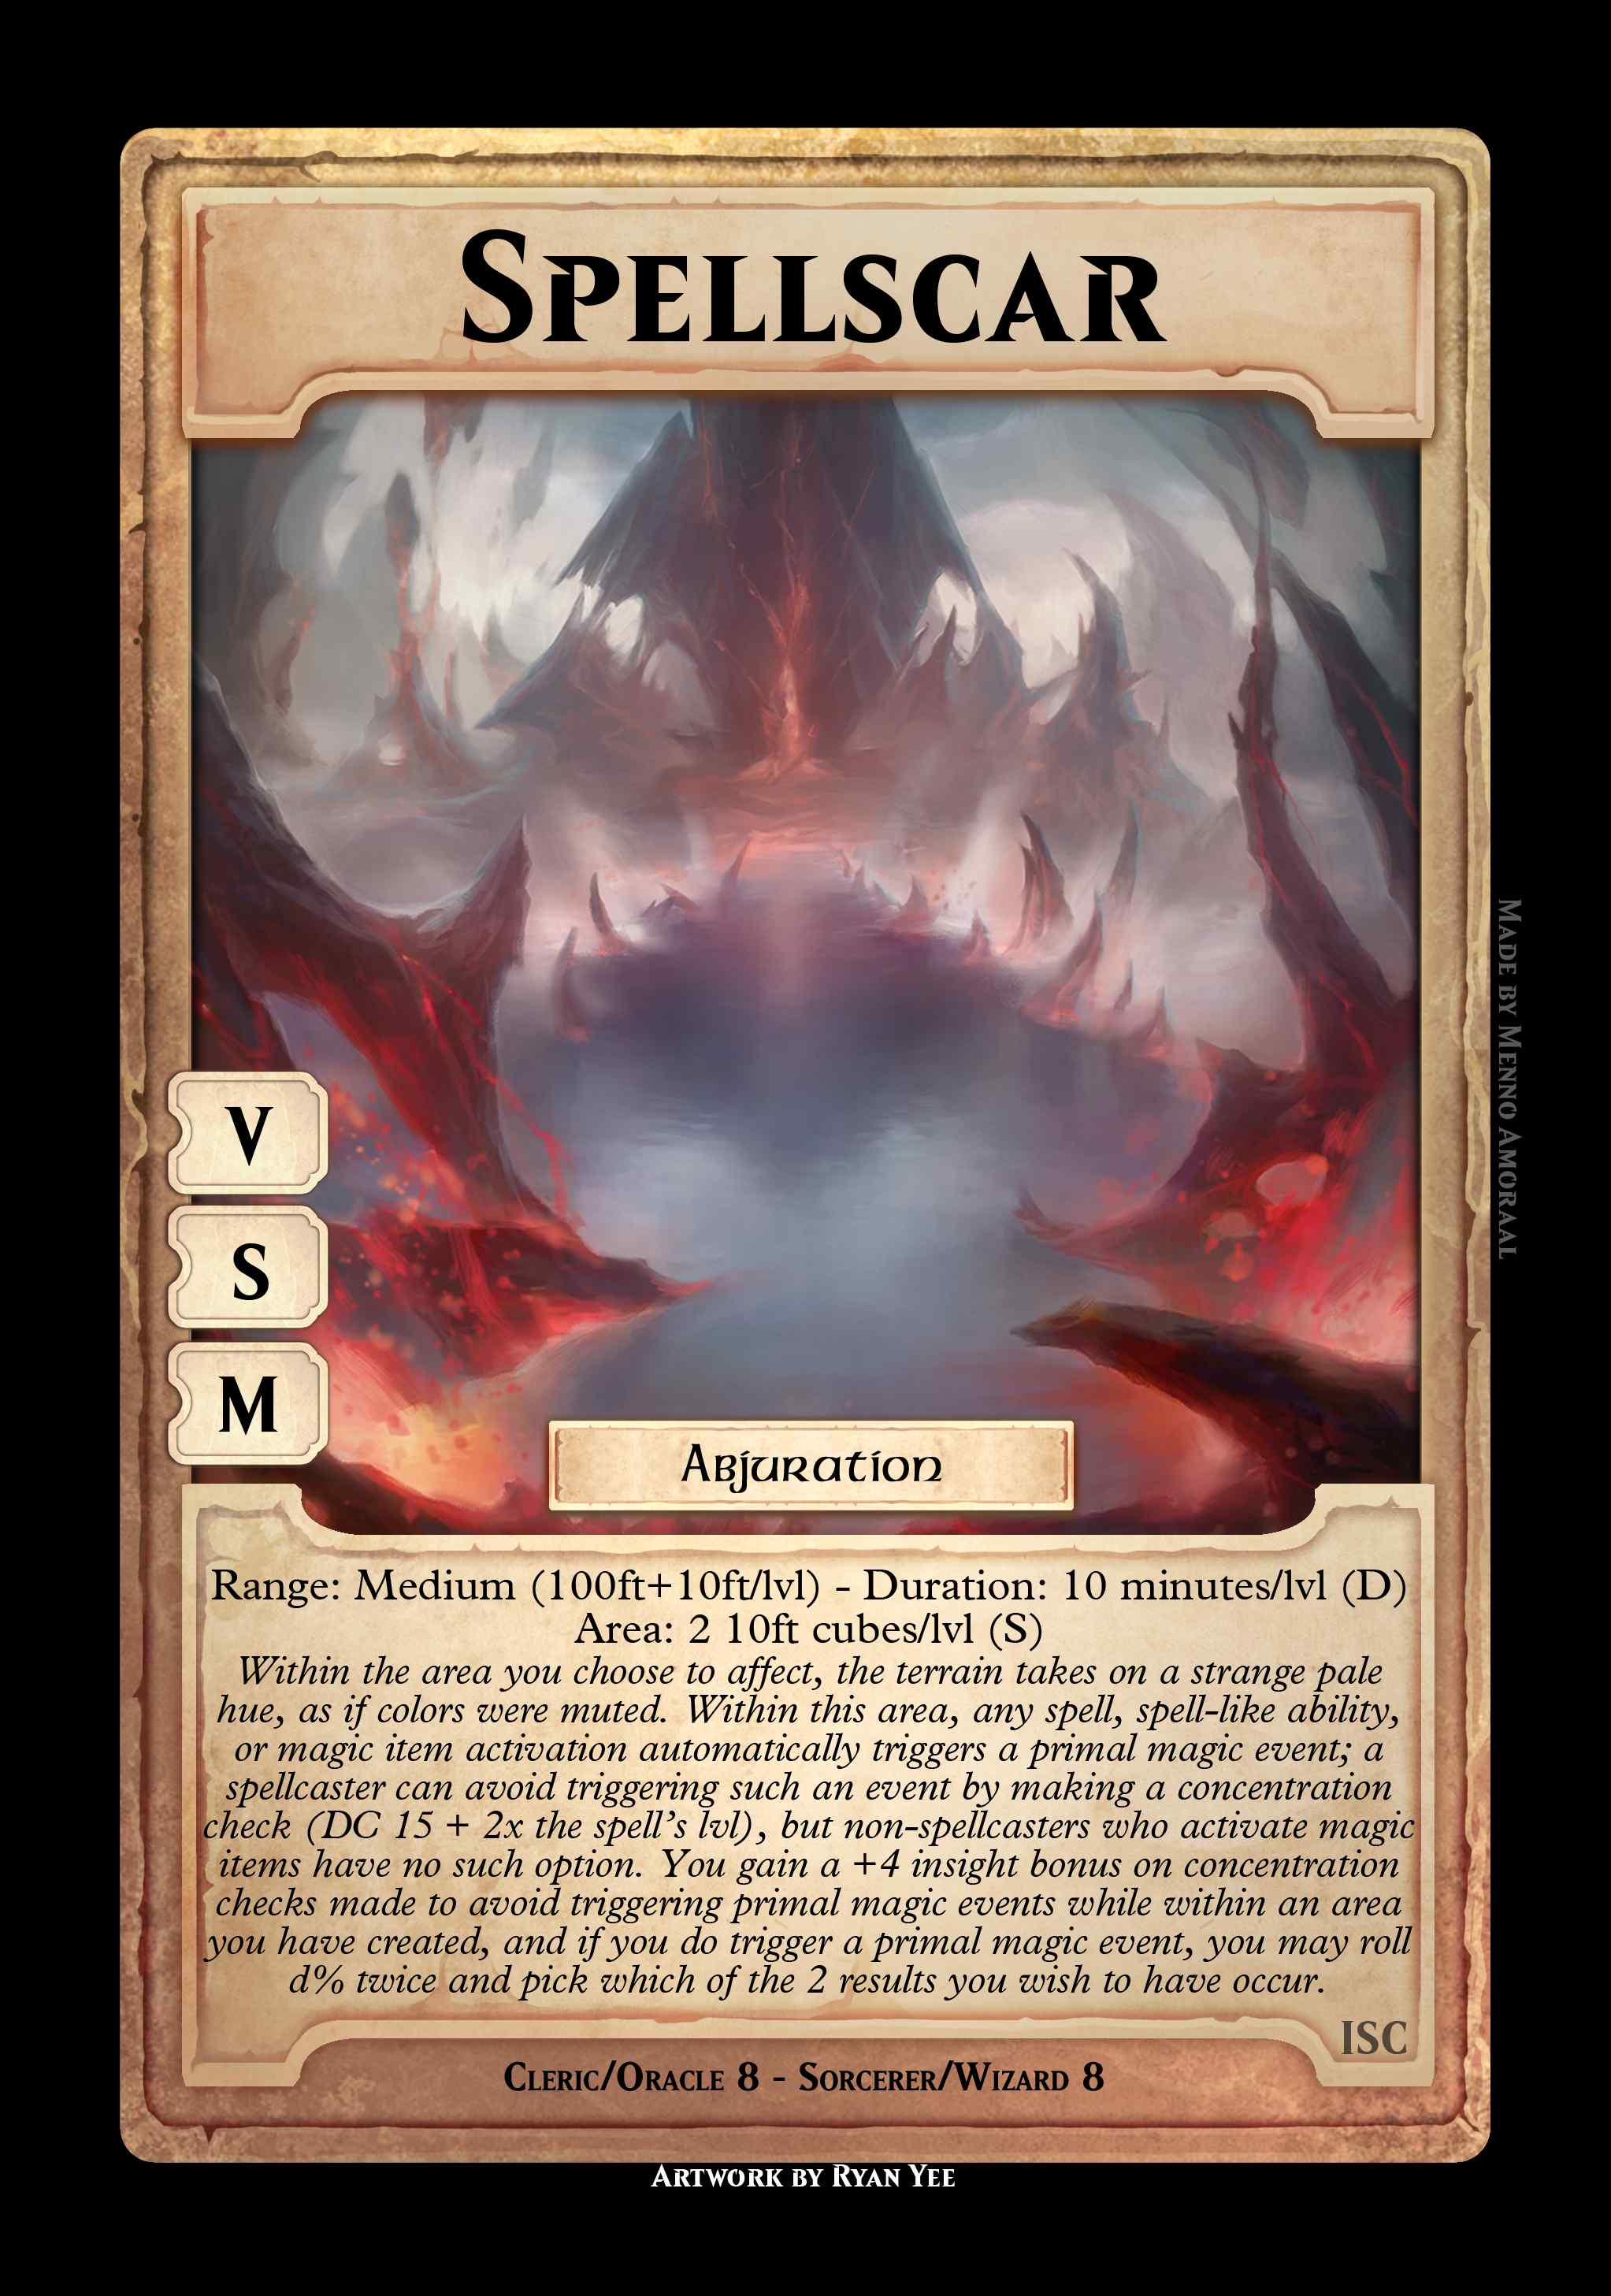 Spellscar
V
S
M
Abjuration
Range: Medium (100ft+10ft/lvl) - Duration: 10 minutes/lvl (D)
Area: 2 10ft cubes/lvl (S)
Within the area you choose to affect, the terrain takes on a strange pale
hue, as if colors were muted. Within this area, any spell, spell-like ability,
or magic item activation automatically triggers a primal magic event; a
spellcaster can avoid triggering such an event by making a concentration
check (DC 15 + 2x the spell's lvl), but non-spellcasters who activate magic
items have no such option. You gain a +4 insight bonus on concentration
checks made to avoid triggering primal magic events while within an area
you have created, and if you do trigger a primal magic event, you may roll
d% twice and pick which of the 2 results you wish to have occur.
ISC
Cleric/Oracle 8 - Sorcerer/Wizard 8
Artwork by Ryan Yee
Made by Menno Amoraal